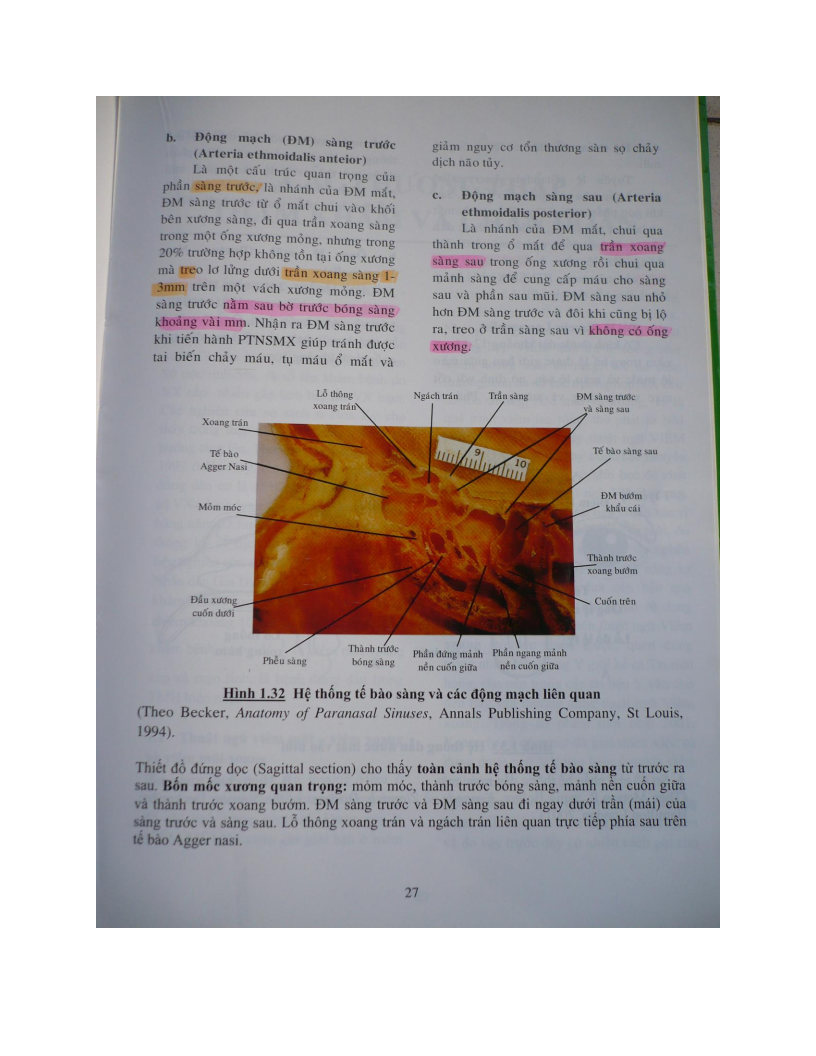 b. Động mạch (ĐM) sàng trước
(Arteria ethmoidalis anteior)
Là một cấu trúc quan trọng của
phần sàng trước, là nhánh của ĐM mắt,
ĐM sàng trước từ ổ mắt chui vào khối
bên xương sàng, đi qua trần xoang sàng
trong một ống xương mỏng, nhưng trong
20% trường hợp không tồn tại ống xương
mà treo lơ lửng dưới trần xoang sàng 1-
3mm trên một vách xương mỏng. ĐM
sàng trước nằm sau bờ trước bóng sàng
khoảng vài mm. Nhận ra ĐM sàng trước
khi tiến hành PTNSMX giúp tránh được
tai biến chảy máu, tụ máu ổ mắt và
giảm nguy cơ tổn thương sàn sọ chảy
dịch não tủy.
c. Động mạch sàng sau (Arteria
ethmoidalis posterior)
Là nhánh của ĐM mắt, chui qua
thành trong ổ mắt để qua trần xoang
sàng sau trong ống xương rồi chui qua
mảnh sàng để cung cấp máu cho sàng
sau và phần sau mũi. ĐM sàng sau nhỏ
hơn ĐM sàng trước và đôi khi cũng bị lộ
ra, treo ở trần sàng sau vì không có ống
xương.
Lỗ thông
xoang trán
Ngách trán
Trần sàng
ĐM sàng trước
và sàng sau
Xoang trán
Tế bào
Agger Nasi
Tế bào sàng sau
9
10
ĐM bướm
khẩu cái
Mỏm móc
Thành trước
xoang bướm
Đầu xương
cuốn dưới
Cuốn trên
Phễu sàng
Thành trước
bóng sàng
Phần đứng mảnh
nền cuốn giữa
Phần ngang mảnh
nền cuốn giữa
Hình 1.32 Hệ thống tế bào sàng và các động mạch liên quan
(Theo Becker, Anatomy of Paranasal Sinuses, Annals Publishing Company, St Louis,
1994).
Thiết đồ đứng dọc (Sagittal section) cho thấy toàn cảnh hệ thống tế bào sàng từ trước ra
sau. Bốn mốc xương quan trọng: mỏm móc, thành trước bóng sàng, mảnh nền cuốn giữa
và thành trước xoang bướm. ĐM sàng trước và ĐM sàng sau đi ngay dưới trần (mái) của
sàng trước và sàng sau. Lỗ thông xoang trán và ngách trán liên quan trực tiếp phía sau trên
tế bào Agger nasi.
27